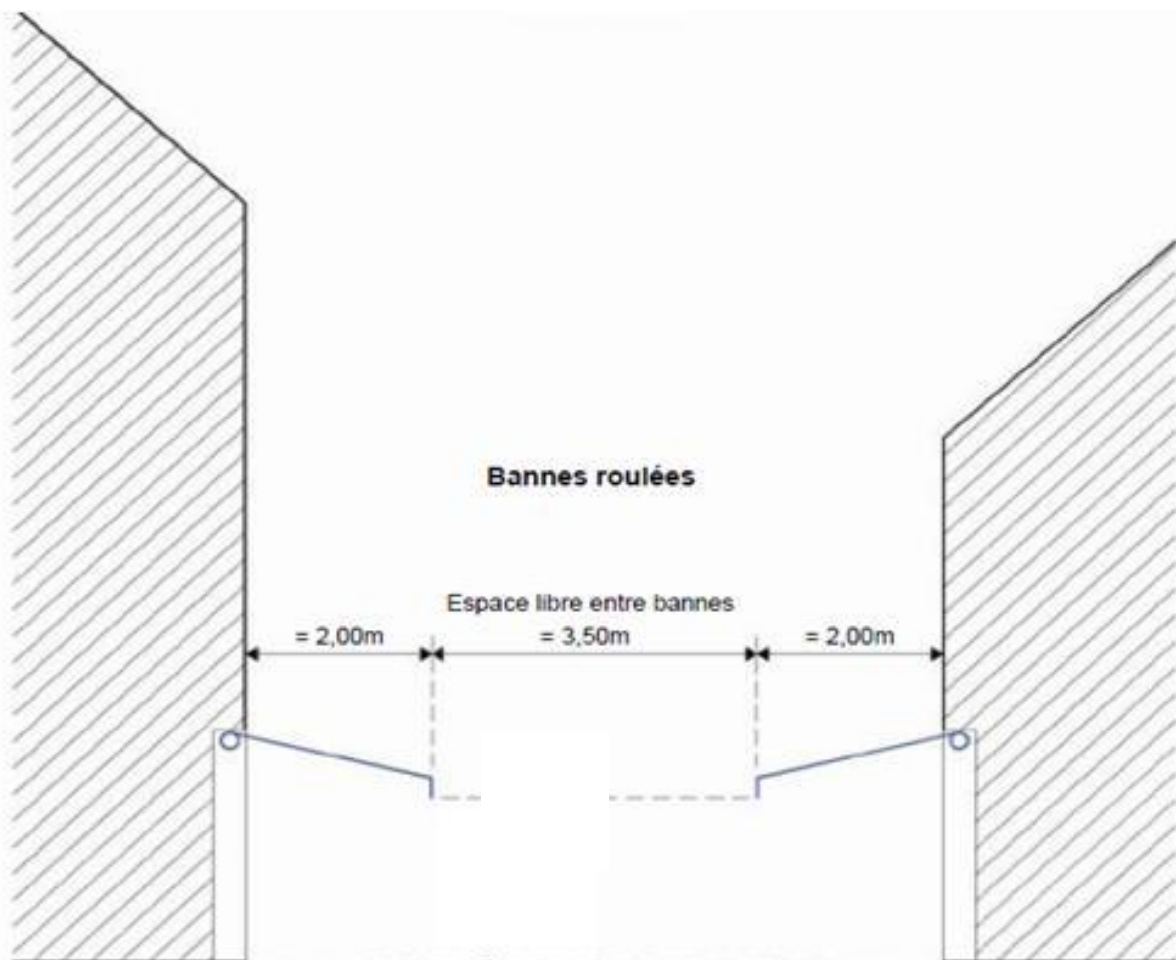 Bannes roulées
Espace libre entre bannes
= 2,00m = 3,50m = 2,00m